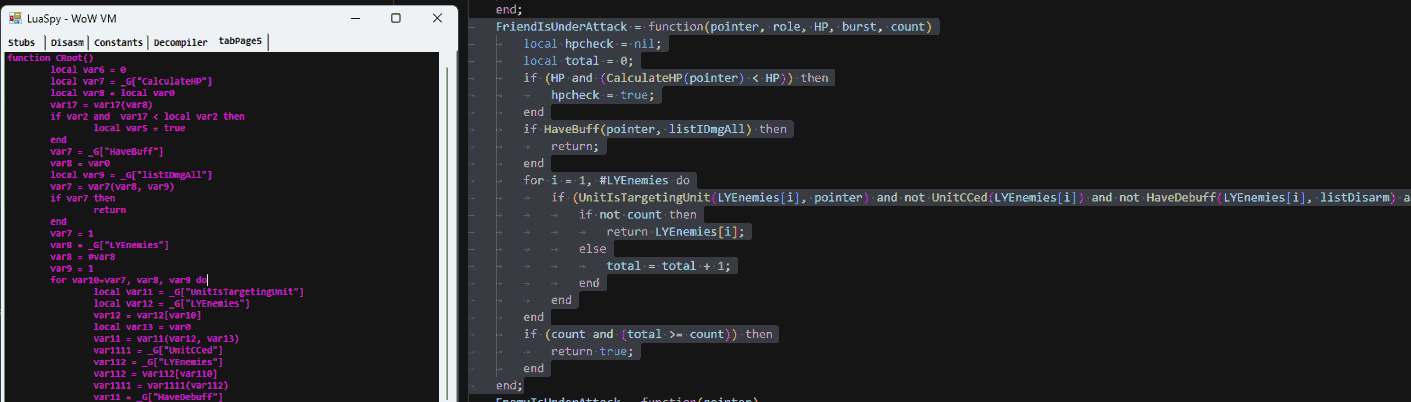 LuaSpy - WoW VM
Stubs Disasm Constants Decompiler tabPage5
function CRoot()
local var6 = 0
local var7 = _G["CalculateHP"]
local var8 = local var0
var17 = var17(var8)
if var2 and var17 < local var2 then
local var5 = true
end
var7 = _G["HaveBuff"]
var8 = var0
local var9 = _G["listIDmgAll"]
var7 = var7(var8, var9)
if var7 then
return
end
var7 = 1
var8 = _G["LYEnemies"]
var8 = #var8
var9 = 1
for var10=var7, var8, var9 do
local var11 = _G["UnitIsTargetingUnit"]
local var12 = _G["LYEnemies"]
var12 = var12[var10]
local var13 = var0
var11 = var11(var12, var13)
var1111 = _G["UnitCCed"]
var112 = _G["LYEnemies"]
var112 = var112[var110]
var1111 = var1111(var112)
var11 = _G["HaveDebuff"]
end;
FriendIsUnderAttack = function(pointer, role, HP, burst, count)
local hpcheck = nil;
local total = 0;
if (HP and (CalculateHP(pointer) < HP)) then
hpcheck = true;
end
if HaveBuff(pointer, listIDmgAll) then
return;
end
for i = 1, #LYEnemies do
if (UnitIsTargetingUnit(LYEnemies[i], pointer) and not UnitCCed(LYEnemies[i]) and not HaveDebuff(LYEnemies[i], listDisarm) a
if not count then
return LYEnemies[i];
else
total = total + 1;
end
end
end
if (count and (total >= count)) then
return true;
end
end;
EnemyIsUnderAttack = function(pointer)